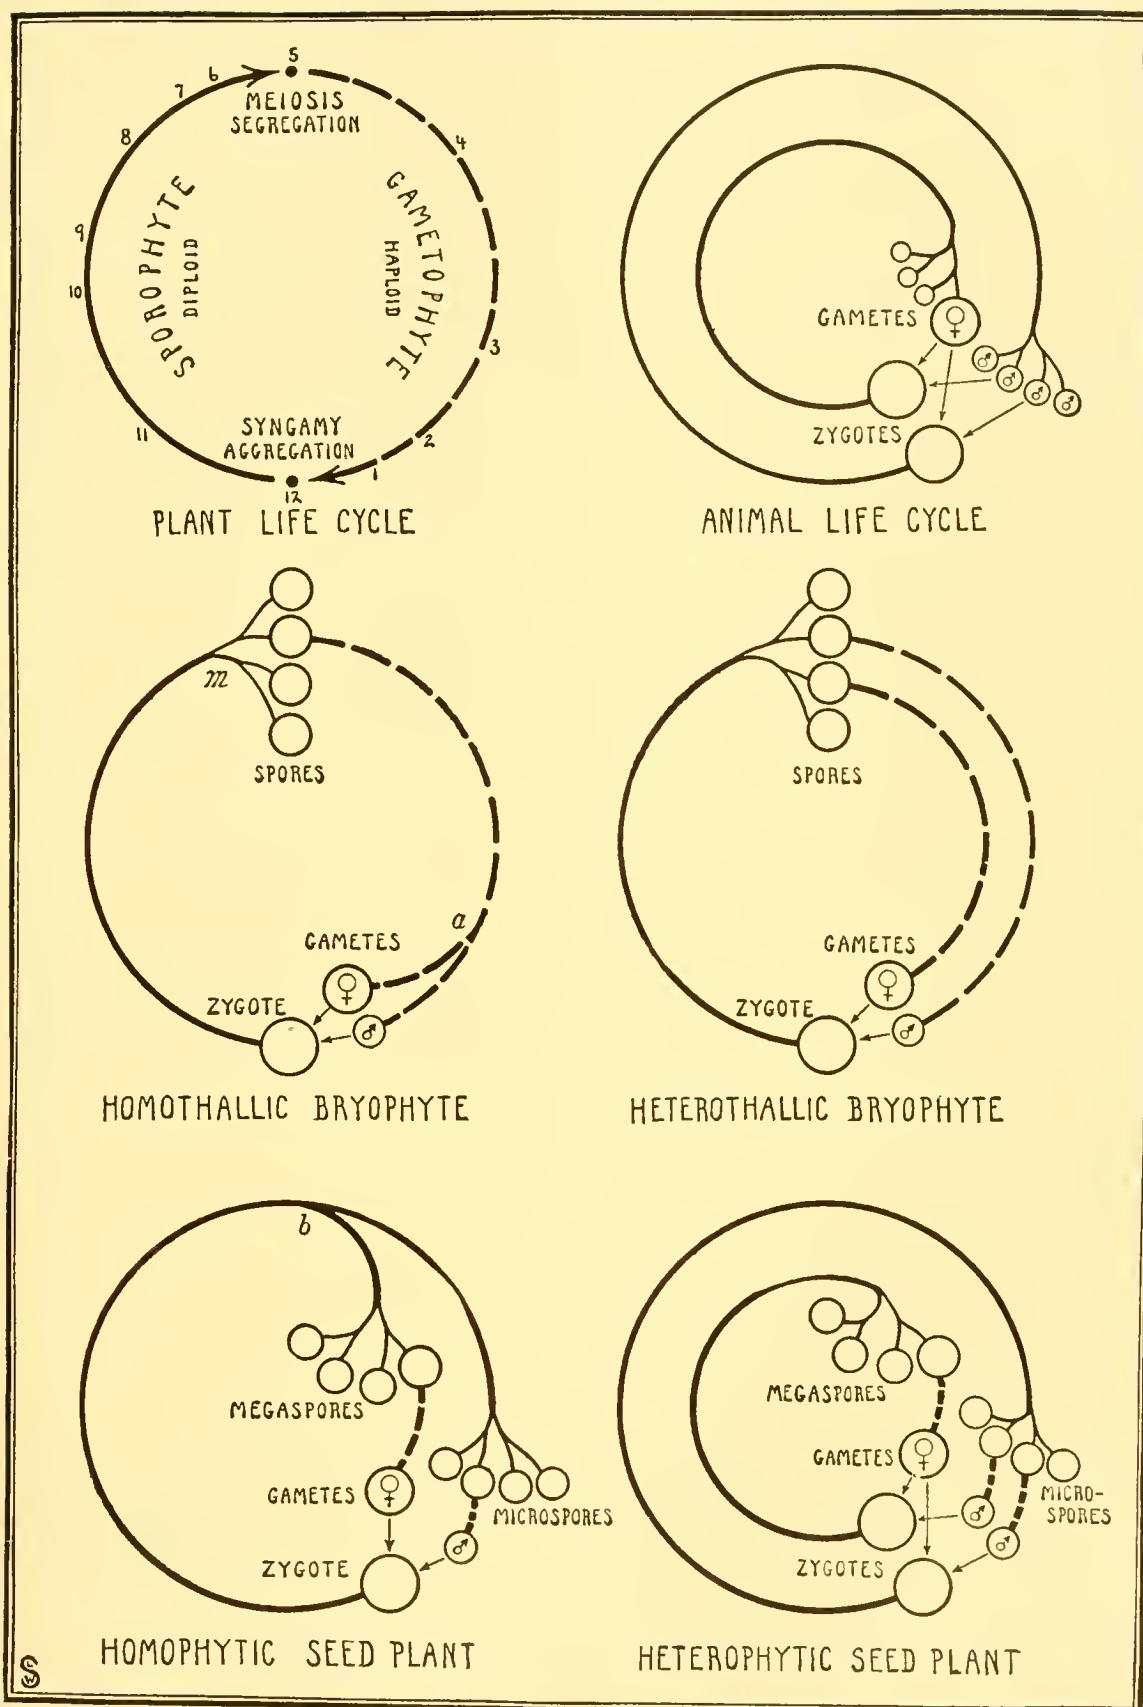 5
6
7
MEIOSIS
SEGREGATION
8
4
SPOROPHYTE
DIPLOID
GAMETOPHYTE
HAPLOID
9
10
3
11
SYNGAMY
AGGREGATION
2
1
12
PLANT LIFE CYCLE
GAMETES
♀
♂
♂
♂
♂
ZYGOTES
ANIMAL LIFE CYCLE
m
SPORES
a
GAMETES
♀
ZYGOTE
♂
HOMOTHALLIC BRYOPHYTE
SPORES
GAMETES
♀
ZYGOTE
♂
HETEROTHALLIC BRYOPHYTE
b
MEGASPORES
GAMETES
♀
MICROSPORES
♂
ZYGOTE
HOMOPHYTIC SEED PLANT
MEGASPORES
GAMETES
♀
MICRO-
SPORES
♂
♂
ZYGOTES
HETEROPHYTIC SEED PLANT